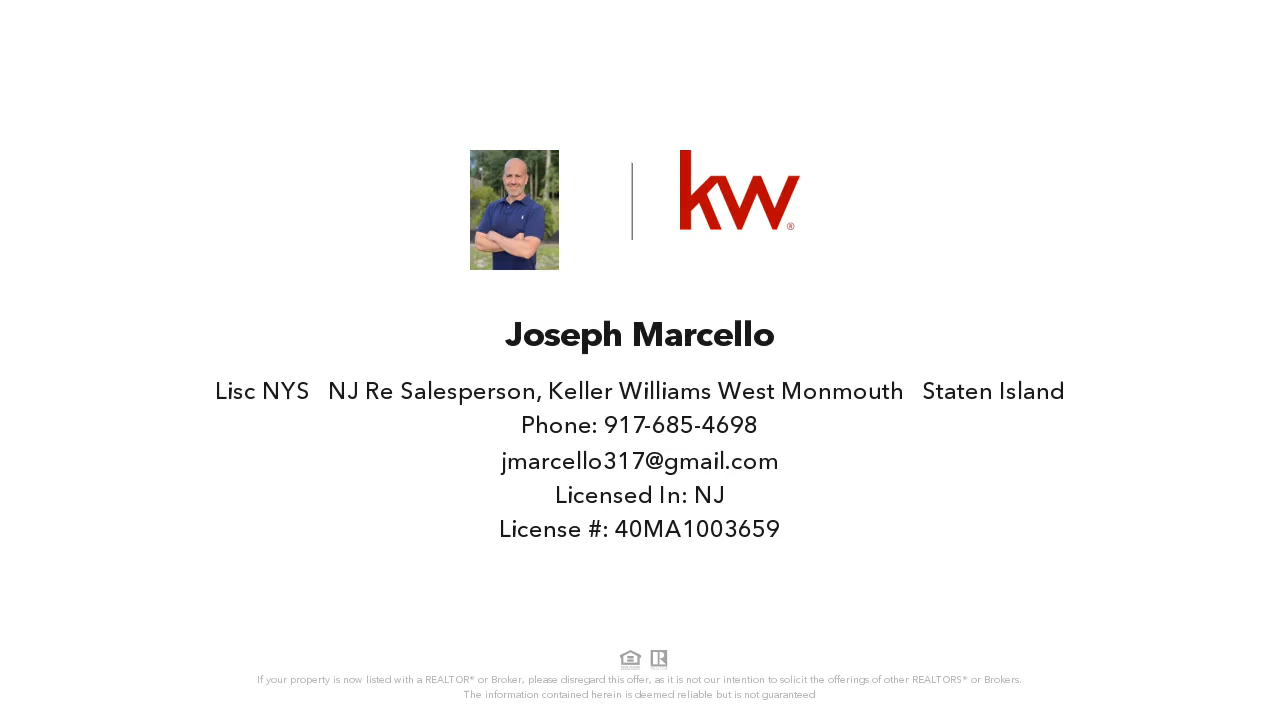 kw®
Joseph Marcello
Lisc NYS NJ Re Salesperson, Keller Williams West Monmouth Staten Island
Phone: 917-685-4698
jmarcello317@gmail.com
Licensed In: NJ
License #: 40MA1003659
If your property is now listed with a REALTOR® or Broker, please disregard this offer, as it is not our intention to solicit the offerings of other REALTORS® or Brokers.
The information contained herein is deemed reliable but is not guaranteed